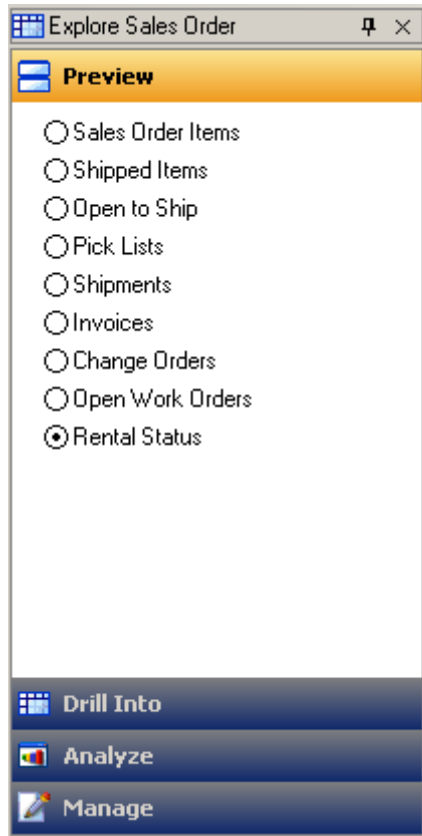 Explore Sales Order
Preview
Sales Order Items
Shipped Items
Open to Ship
Pick Lists
Shipments
Invoices
Change Orders
Open Work Orders
Rental Status
Drill Into
Analyze
Manage